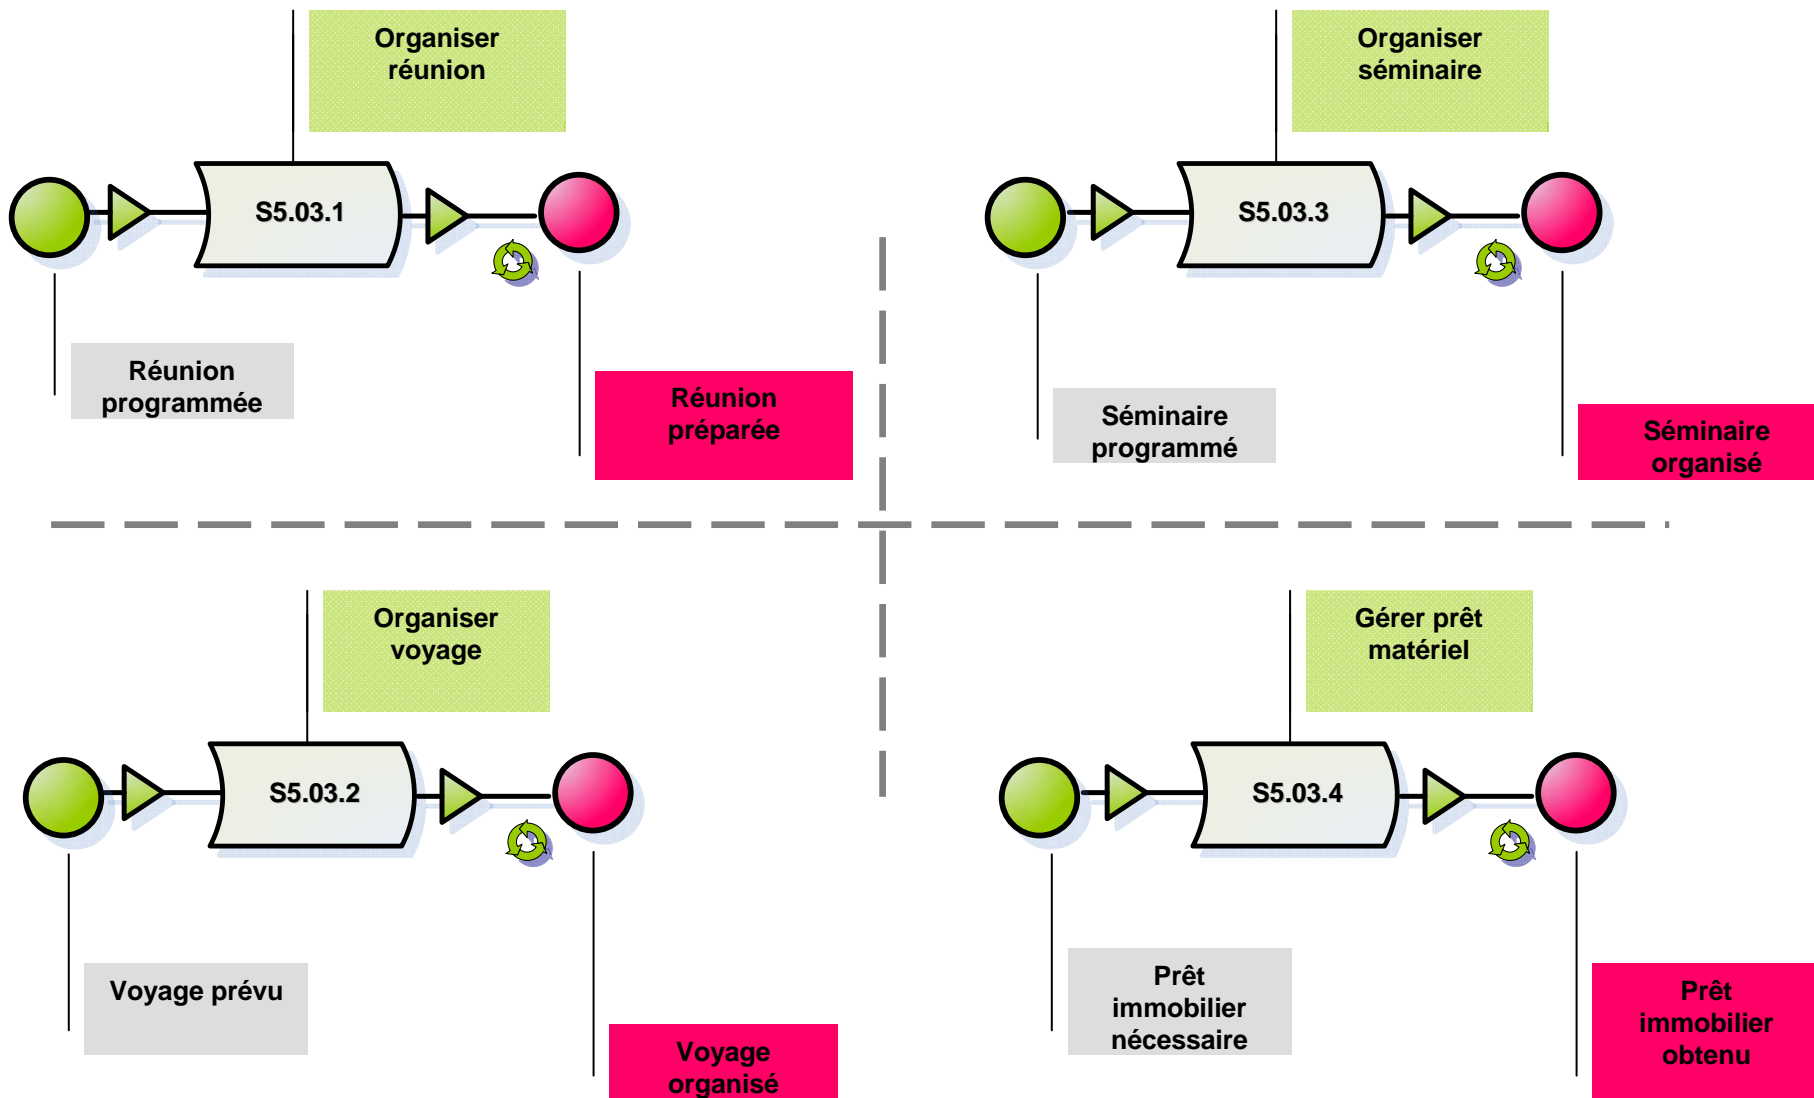 Organiser
réunion
S5.03.1
Réunion
programmée
Réunion
préparée
Organiser
séminaire
S5.03.3
Séminaire
programmé
Séminaire
organisé
Organiser
voyage
S5.03.2
Voyage prévu
Voyage
organisé
Gérer prêt
matériel
S5.03.4
Prêt
immobilier
nécessaire
Prêt
immobilier
obtenu